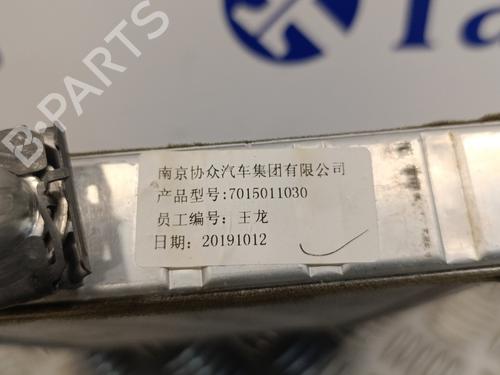 B-PARTS
南京协众汽车集团有限公司
产品型号:7015011030
员工编号: 王龙
日期: 20191012